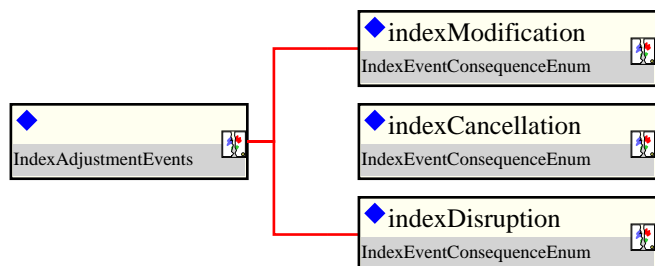 indexModification
IndexEventConsequenceEnum
IndexAdjustmentEvents
indexCancellation
IndexEventConsequenceEnum
indexDisruption
IndexEventConsequenceEnum